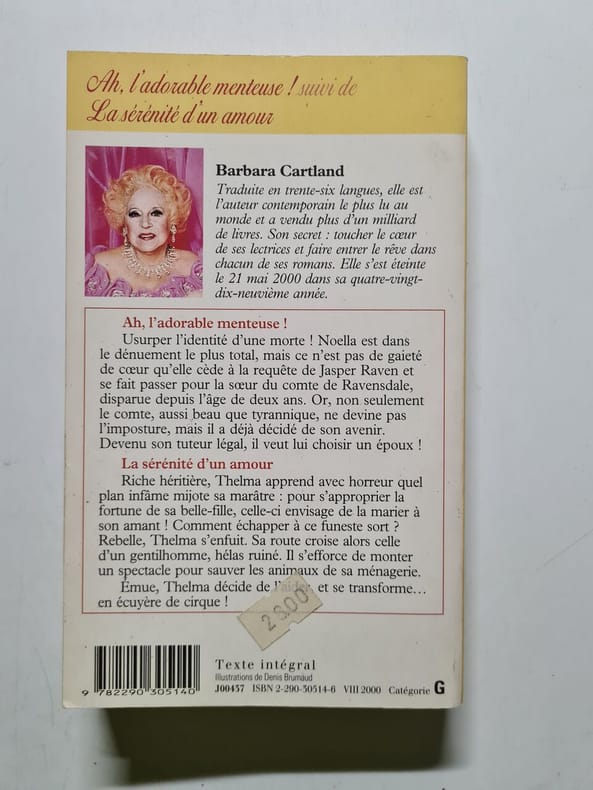 Ah, l'adorable menteuse ! suivi de
La sérénité d'un amour
Barbara Cartland
Traduite en trente-six langues, elle est
l'auteur contemporain le plus lu au
monde et a vendu plus d'un milliard
de livres. Son secret : toucher le cœur
de ses lectrices et faire entrer le rêve dans
chacun de ses romans. Elle s'est éteinte
le 21 mai 2000 dans sa quatre-vingt-
dix-neuvième année.
Ah, l'adorable menteuse !
Usurper l'identité d'une morte ! Noella est dans
le dénuement le plus total, mais ce n'est pas de gaieté
de cœur qu'elle cède à la requête de Jasper Raven et
se fait passer pour la sœur du comte de Ravensdale,
disparue depuis l'âge de deux ans. Or, non seulement
le comte, aussi beau que tyrannique, ne devine pas
l'imposture, mais il a déjà décidé de son avenir.
Devenu son tuteur légal, il veut lui choisir un époux !
La sérénité d'un amour
Riche héritière, Thelma apprend avec horreur quel
plan infâme mijote sa marâtre : pour s'approprier la
fortune de sa belle-fille, celle-ci envisage de la marier à
son amant ! Comment échapper à ce funeste sort ?
Rebelle, Thelma s'enfuit. Sa route croise alors celle
d'un gentilhomme, hélas ruiné. Il s'efforce de monter
un spectacle pour sauver les animaux de sa ménagerie.
Émue, Thelma décide de l'aider et se transforme...
en écuyère de cirque !
Texte intégral
Illustrations de Denis Brumaud
9 782290 305140
J00437 ISBN 2-290-30514-6 VIII 2000 Catégorie G